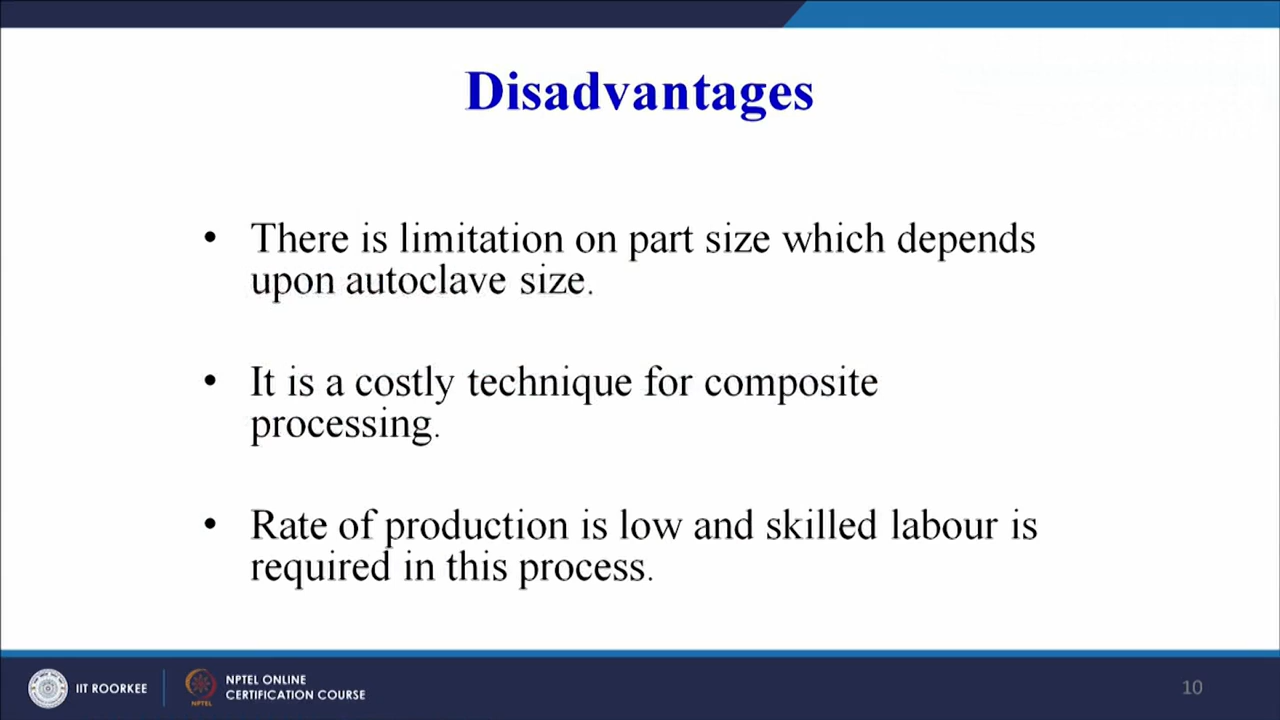 Disadvantages
• There is limitation on part size which depends
upon autoclave size.
• It is a costly technique for composite
processing.
• Rate of production is low and skilled labour is
required in this process.
IIT ROORKEE
NPTEL
NPTEL ONLINE
CERTIFICATION COURSE
10